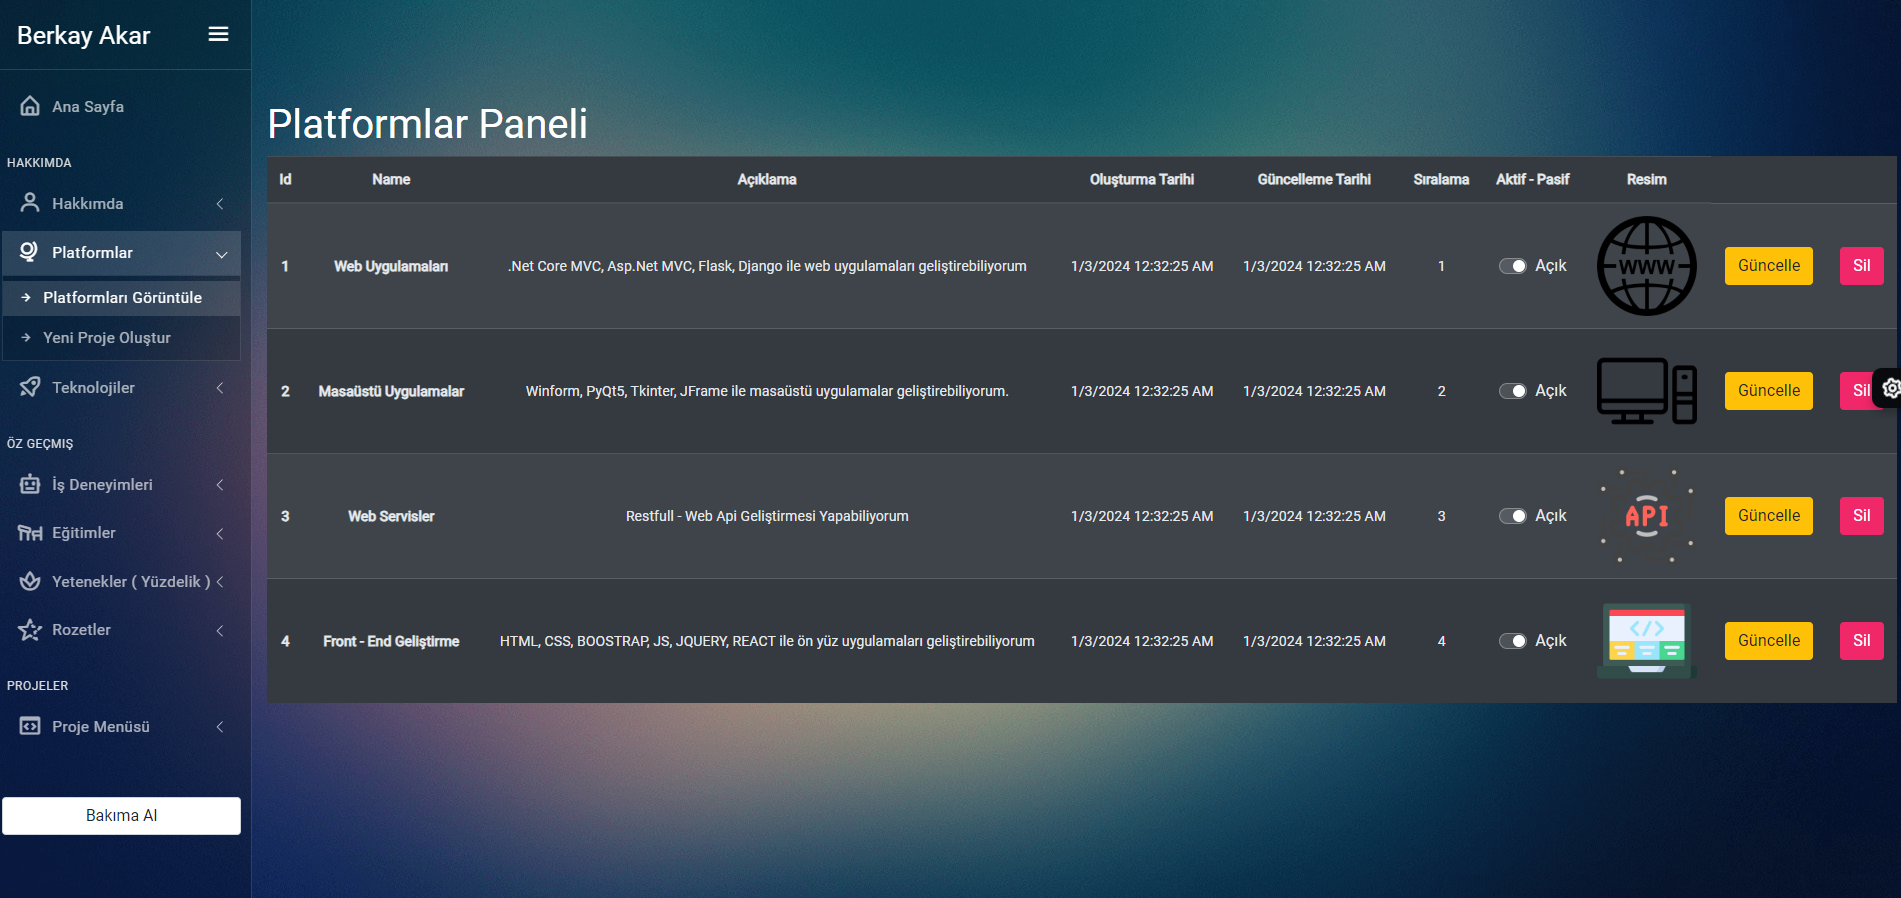 Berkay Akar
Ana Sayfa
HAKKIMDA
Hakkımda
Platformlar
Platformları Görüntüle
Yeni Proje Oluştur
Teknolojiler
ÖZ GEÇMIŞ
İş Deneyimleri
Eğitimler
Yetenekler ( Yüzdelik )
Rozetler
PROJELER
Proje Menüsü
Bakıma Al
Platformlar Paneli
Id Name Açıklama Oluşturma Tarihi Güncelleme Tarihi Sıralama Aktif - Pasif Resim
1 Web Uygulamaları .Net Core MVC, Asp.Net MVC, Flask, Django ile web uygulamaları geliştirebiliyorum 1/3/2024 12:32:25 AM 1/3/2024 12:32:25 AM 1 Açık WWW Güncelle Sil
2 Masaüstü Uygulamalar Winform, PyQt5, Tkinter, JFrame ile masaüstü uygulamalar geliştirebiliyorum. 1/3/2024 12:32:25 AM 1/3/2024 12:32:25 AM 2 Açık Güncelle Sil
3 Web Servisler Restfull - Web Api Geliştirmesi Yapabiliyorum 1/3/2024 12:32:25 AM 1/3/2024 12:32:25 AM 3 Açık API Güncelle Sil
4 Front - End Geliştirme HTML, CSS, BOOSTRAP, JS, JQUERY, REACT ile ön yüz uygulamaları geliştirebiliyorum 1/3/2024 12:32:25 AM 1/3/2024 12:32:25 AM 4 Açık </> Güncelle Sil